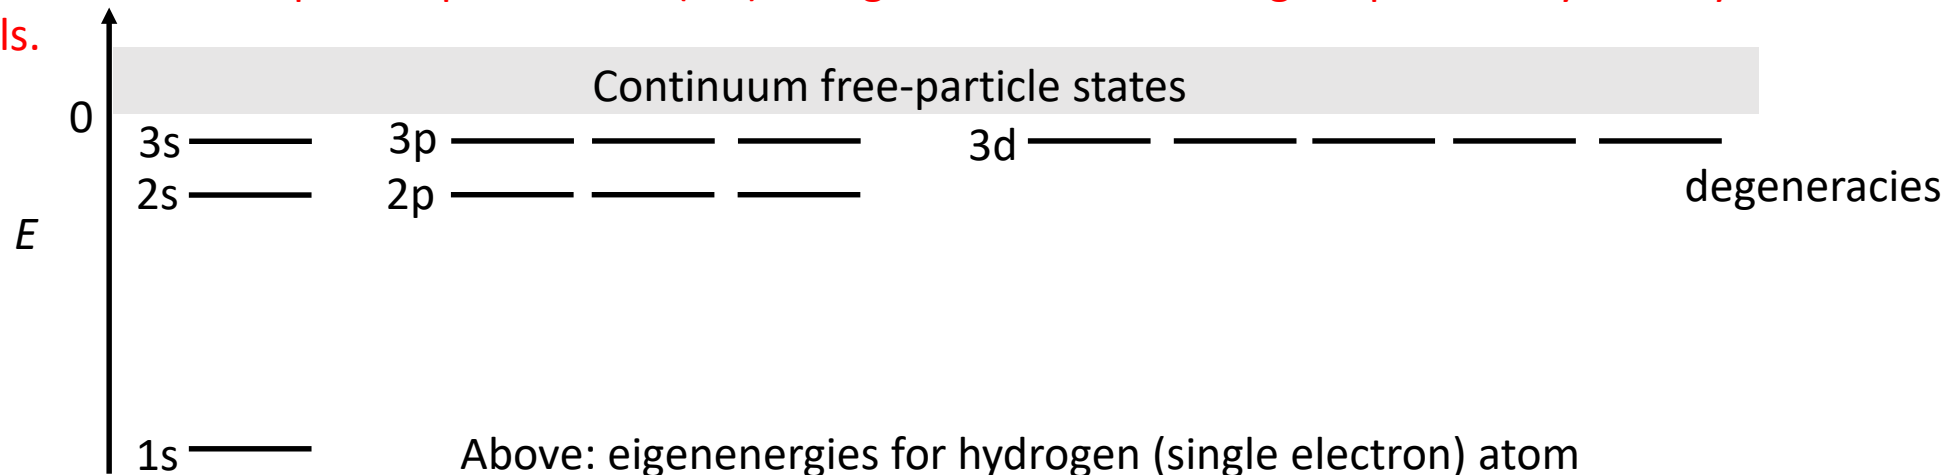 ls.
Continuum free-particle states
0
3s 3p 3d
2s 2p degeneracies
E
1s Above: eigenenergies for hydrogen (single electron) atom